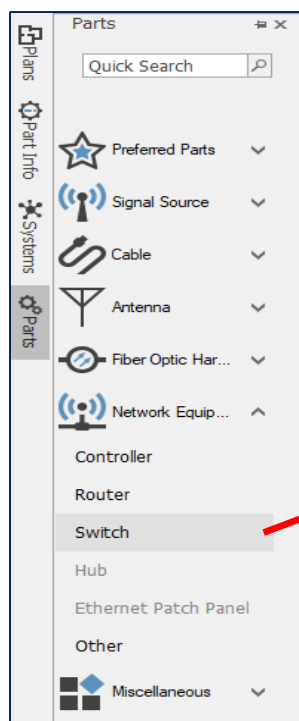 Parts
Quick Search
Plans
Part Info
Systems
Parts
Preferred Parts
Signal Source
Cable
Antenna
Fiber Optic Har...
Network Equip...
Controller
Router
Switch
Hub
Ethernet Patch Panel
Other
Miscellaneous